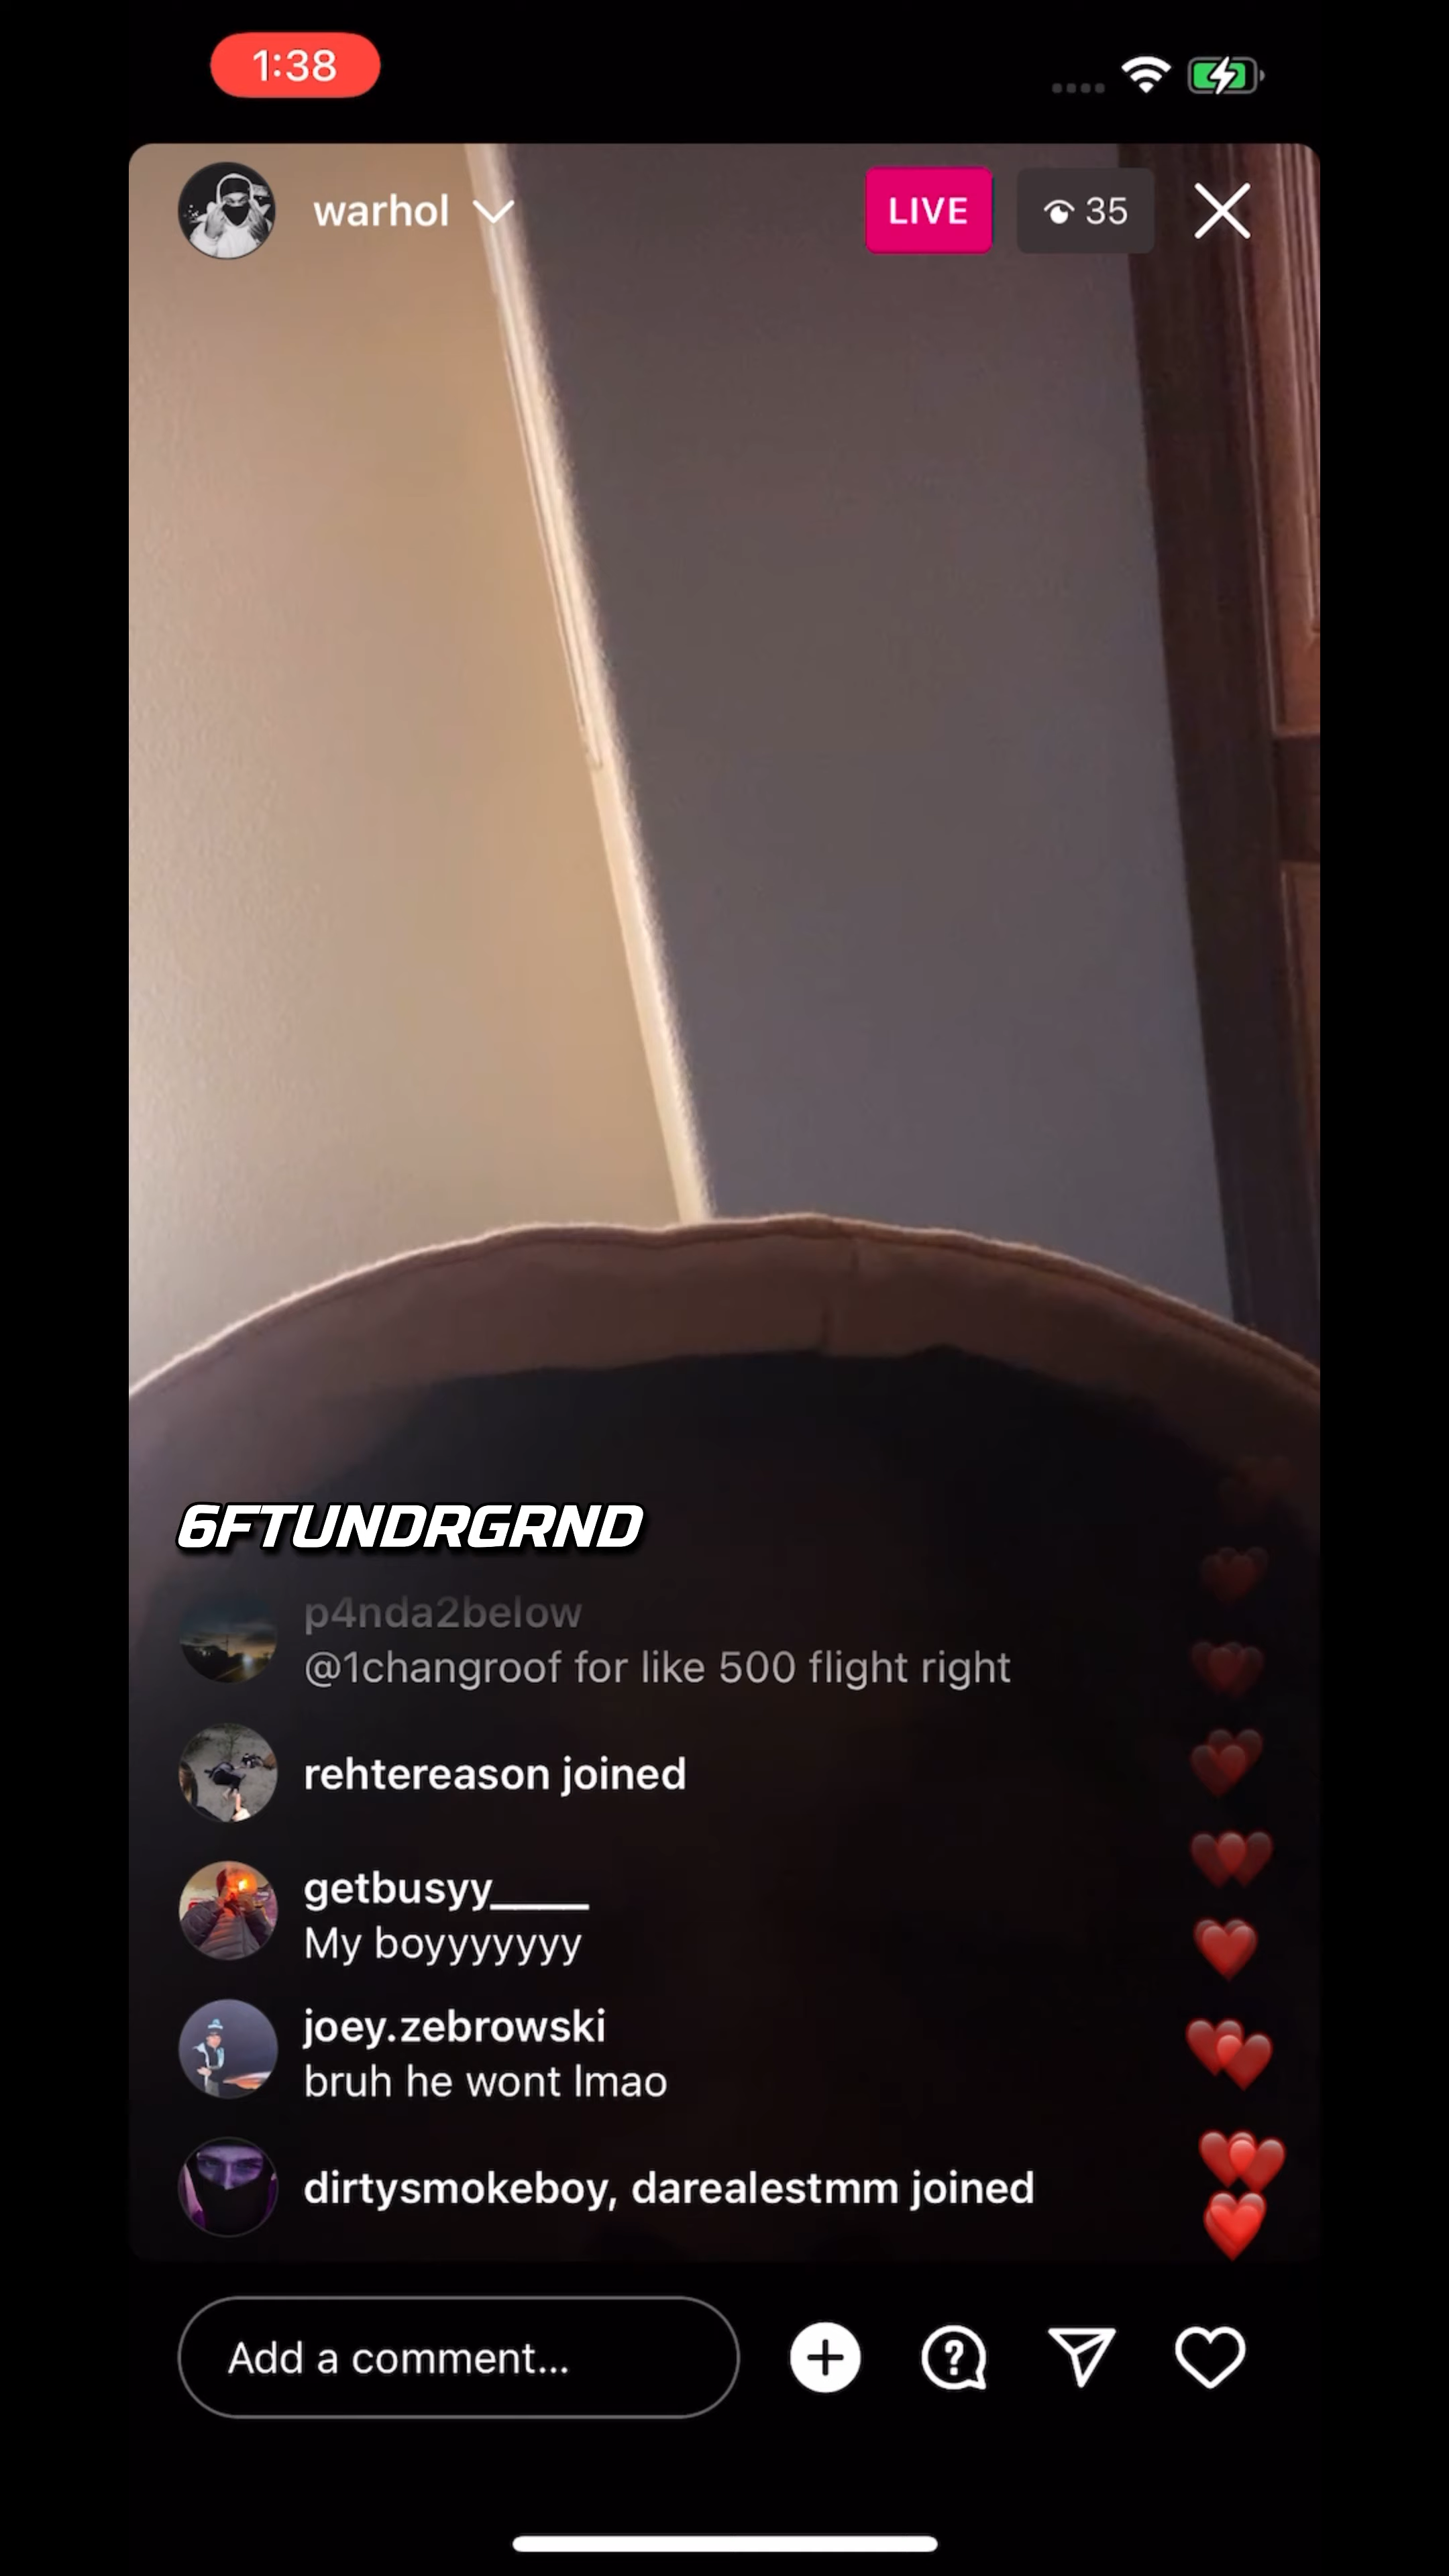 1:38
warhol
LIVE
35
6FTUNDRGRND
p4nda2below
@1changroof for like 500 flight right
rehtereason joined
getbusyy____
My boyyyyyyy
joey.zebrowski
bruh he wont lmao
dirtysmokeboy, darealestmm joined
Add a comment...